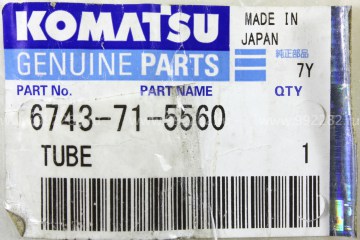 KOMATSU
MADE IN
JAPAN
GENUINE PARTS
純正部品
7Y
PART No. PART NAME QTY
6743-71-5560
TUBE 1